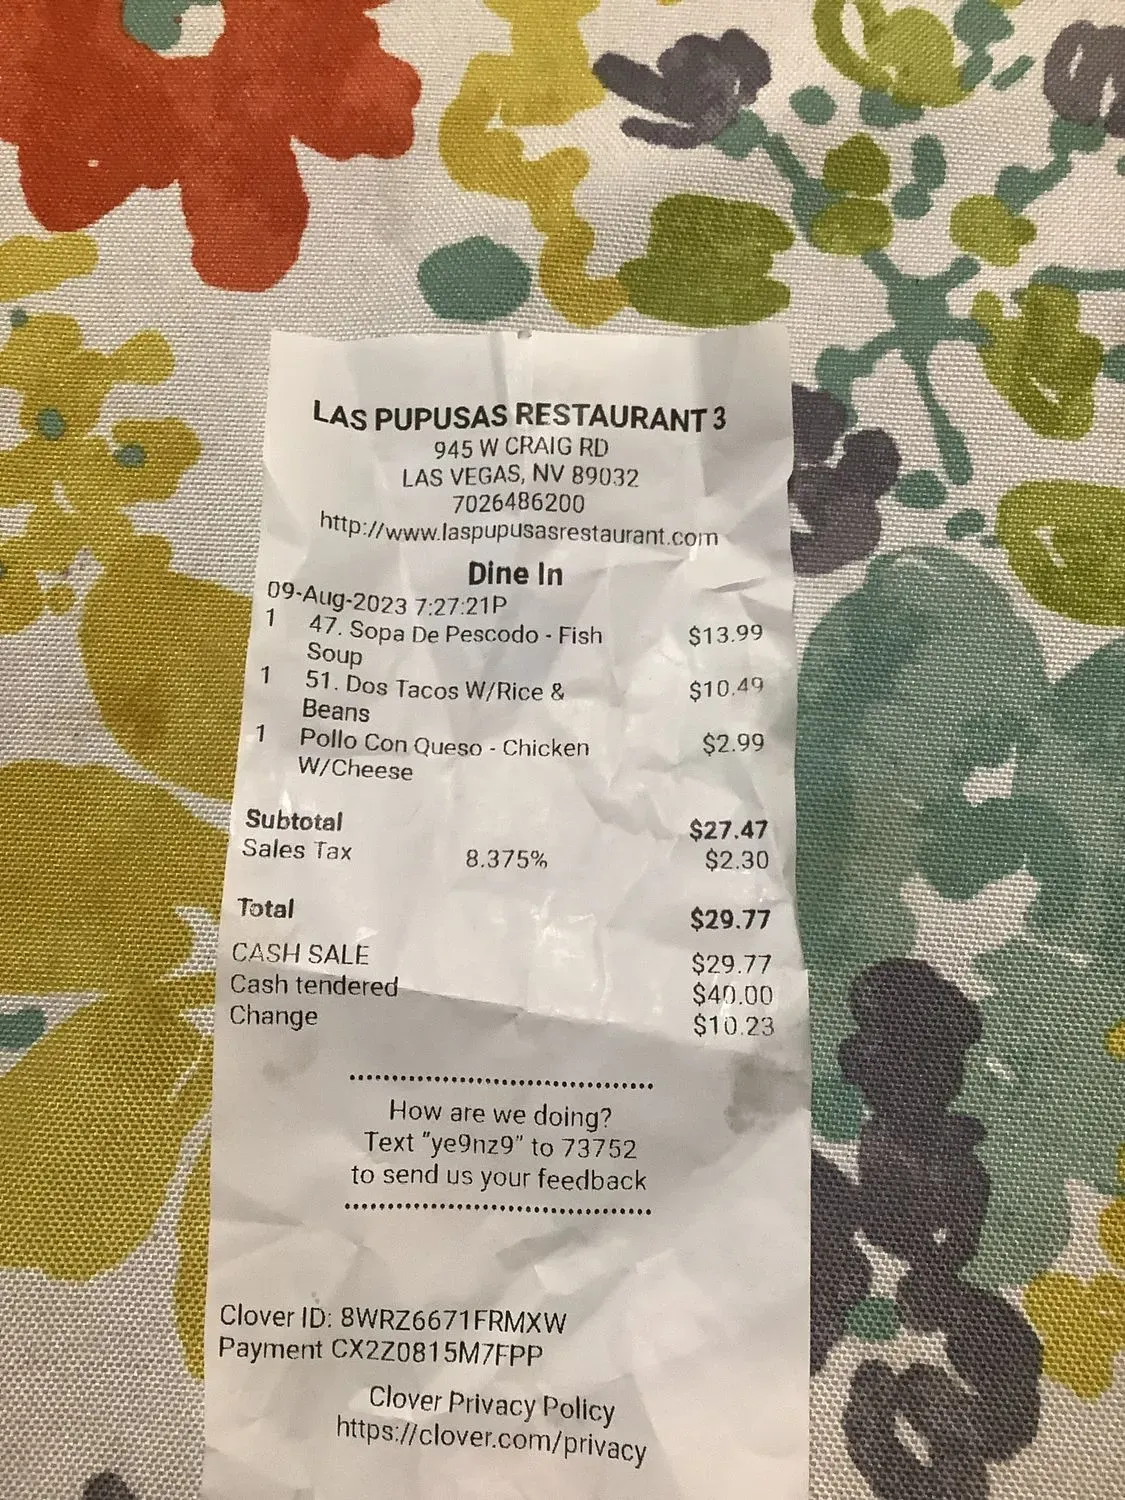 LAS PUPUSAS RESTAURANT 3
945 W CRAIG RD
LAS VEGAS, NV 89032
7026486200
http://www.laspupusasrestaurant.com
Dine In
09-Aug-2023 7:27:21P
1 47. Sopa De Pescodo - Fish $13.99
Soup
1 51. Dos Tacos W/Rice & $10.49
Beans
1 Pollo Con Queso - Chicken $2.99
W/Cheese
Subtotal $27.47
Sales Tax 8.375% $2.30
Total $29.77
CASH SALE $29.77
Cash tendered $40.00
Change $10.23
How are we doing?
Text "ye9nz9" to 73752
to send us your feedback
Clover ID: 8WRZ6671FRMXW
Payment CX2Z0815M7FPP
Clover Privacy Policy
https://clover.com/privacy